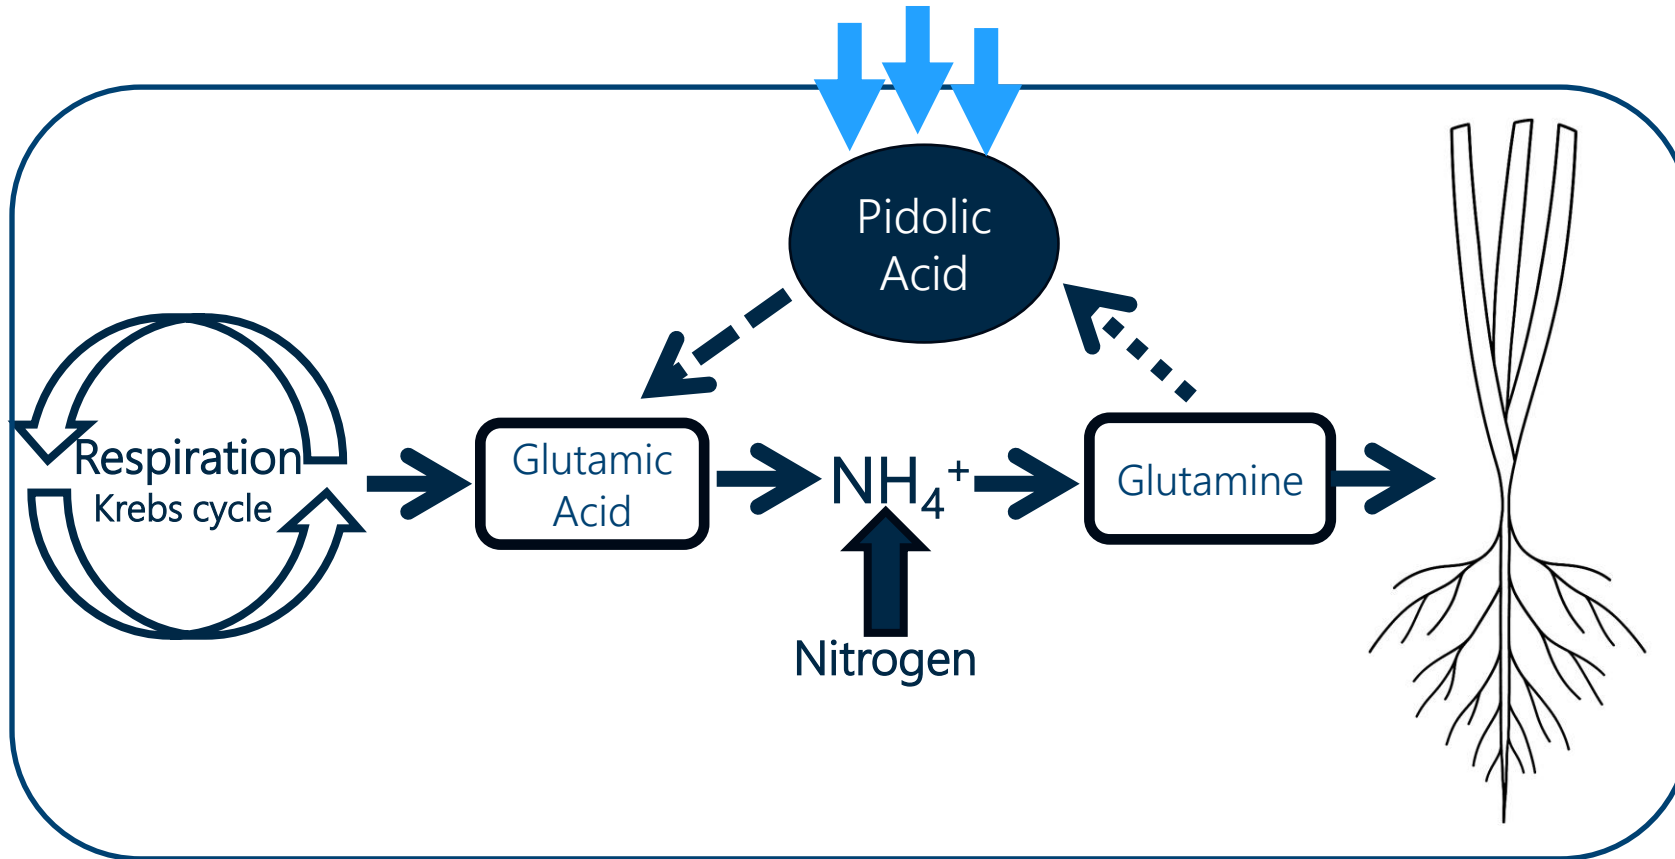 Pidolic
Acid
Respiration
Krebs cycle
Glutamic
Acid
NH₄⁺
Glutamine
Nitrogen